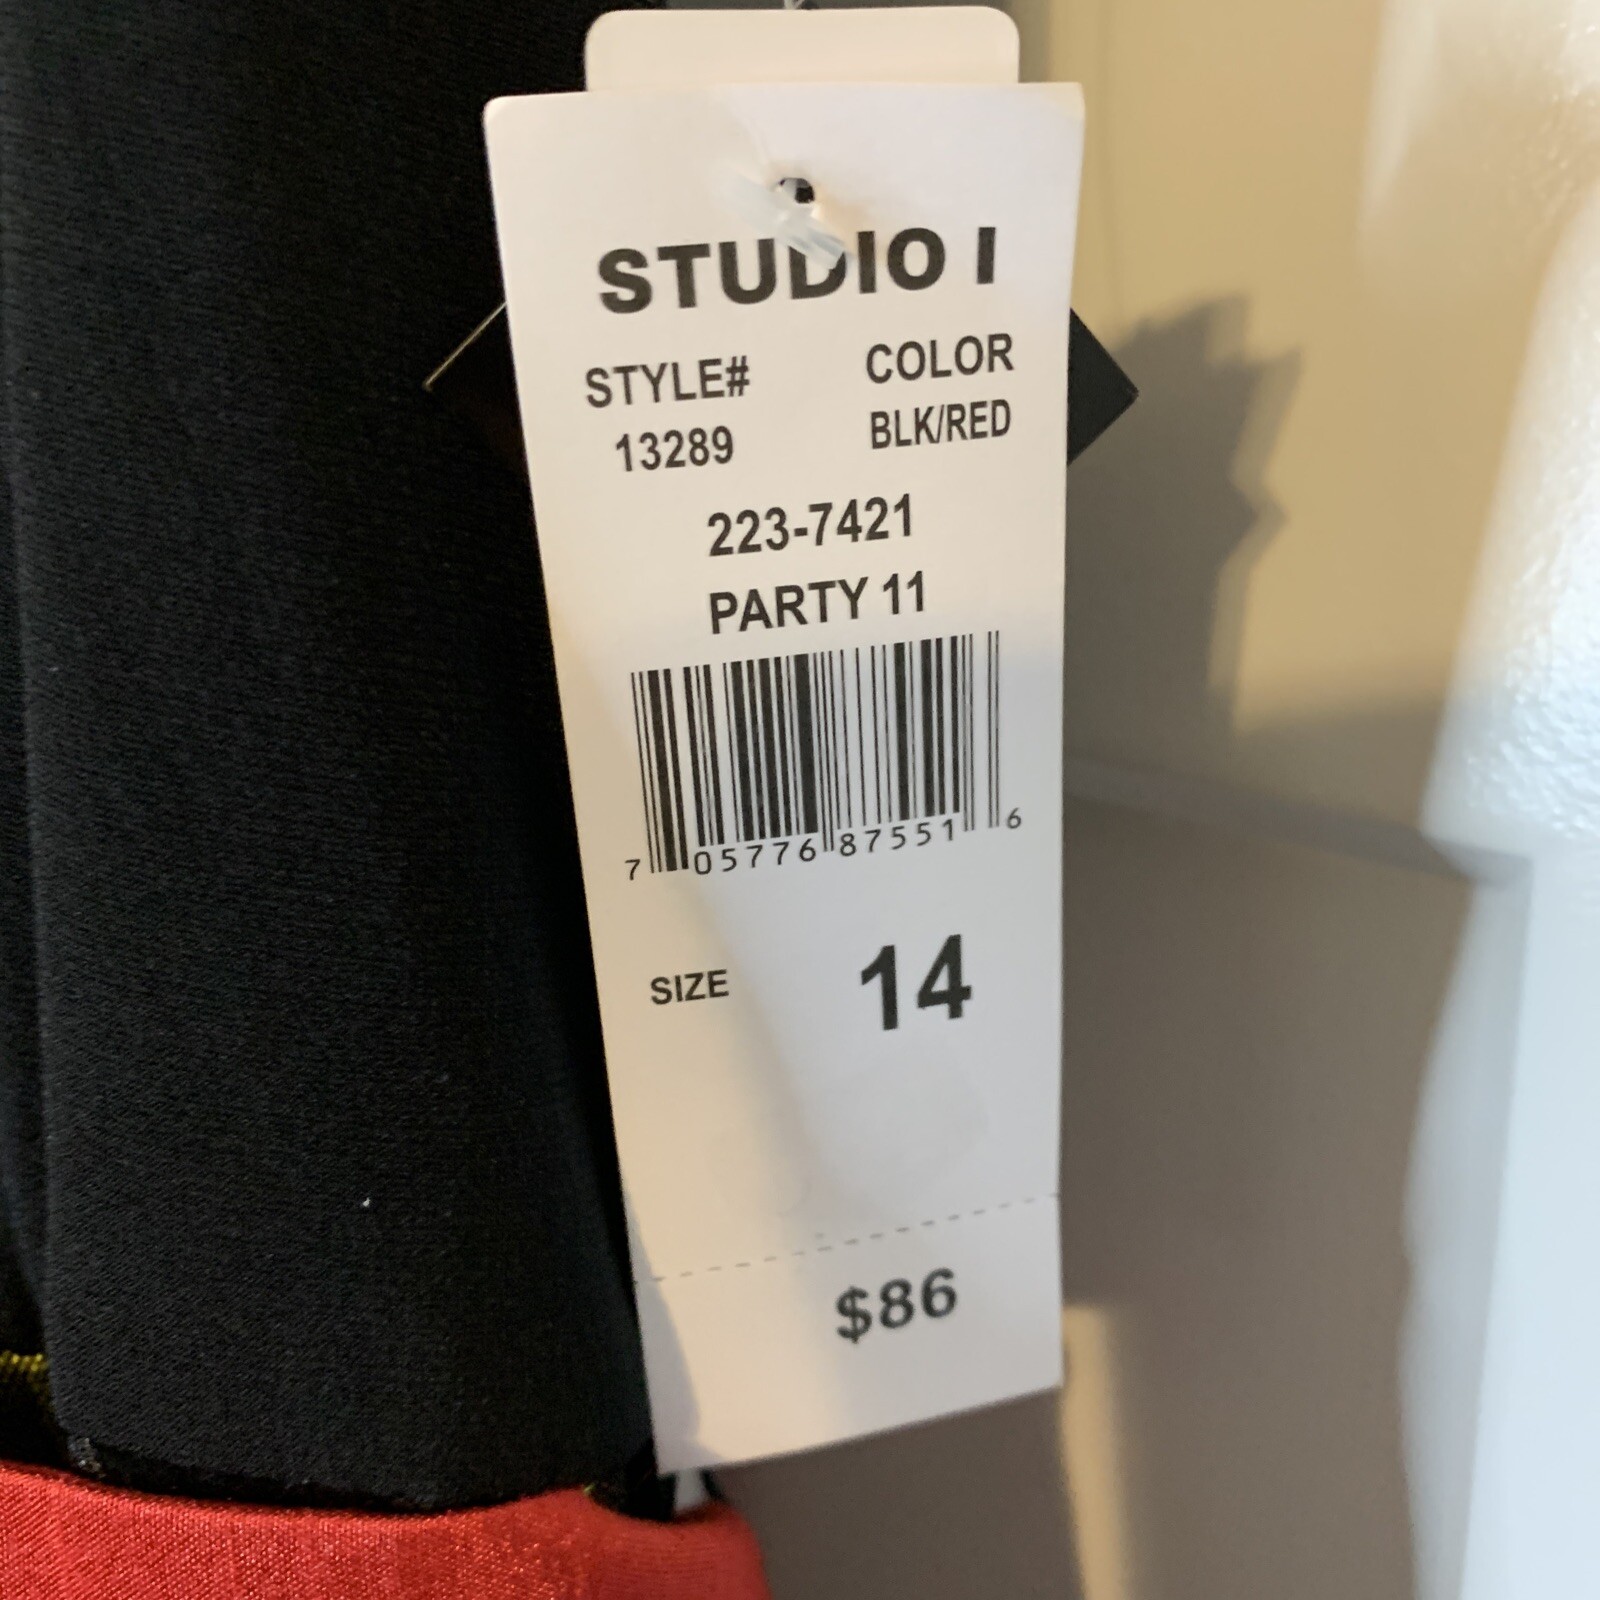 STUDIO I
STYLE# COLOR
13289 BLK/RED
223-7421
PARTY 11
7 05776 87551 6
SIZE 14
$86